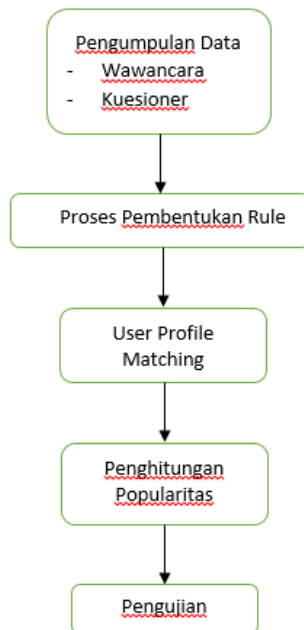 Pengumpulan Data
- Wawancara
- Kuesioner
Proses Pembentukan Rule
User Profile
Matching
Penghitungan
Popularitas
Pengujian